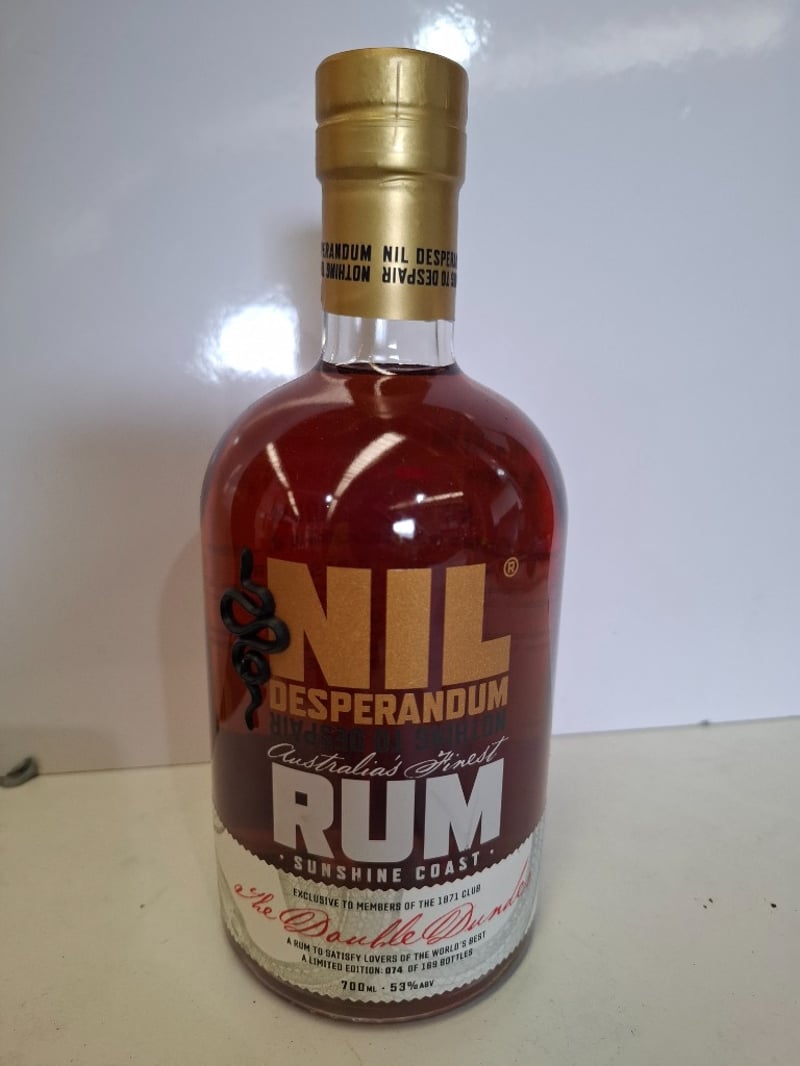 ERANDUM NIL DESPER
NOTHING TO DESPAIR
NIL®
DESPERANDUM
NOTHING TO DESPAIR
Australia's Finest
RUM
• SUNSHINE COAST •
EXCLUSIVE TO MEMBERS OF THE 1871 CLUB
The Double Dunder
A RUM TO SATISFY LOVERS OF THE WORLD'S BEST
A LIMITED EDITION: 074 OF 169 BOTTLES
700ML - 53%ABV